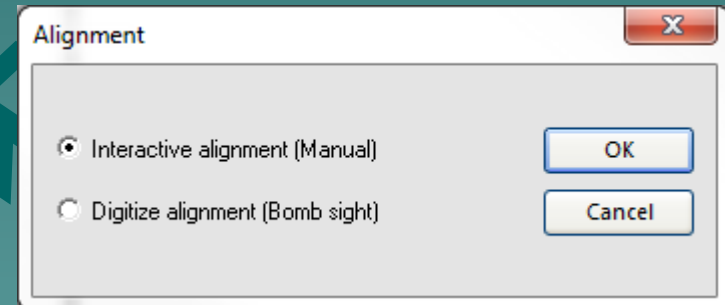 Alignment
Interactive alignment (Manual)
OK
Digitize alignment (Bomb sight)
Cancel